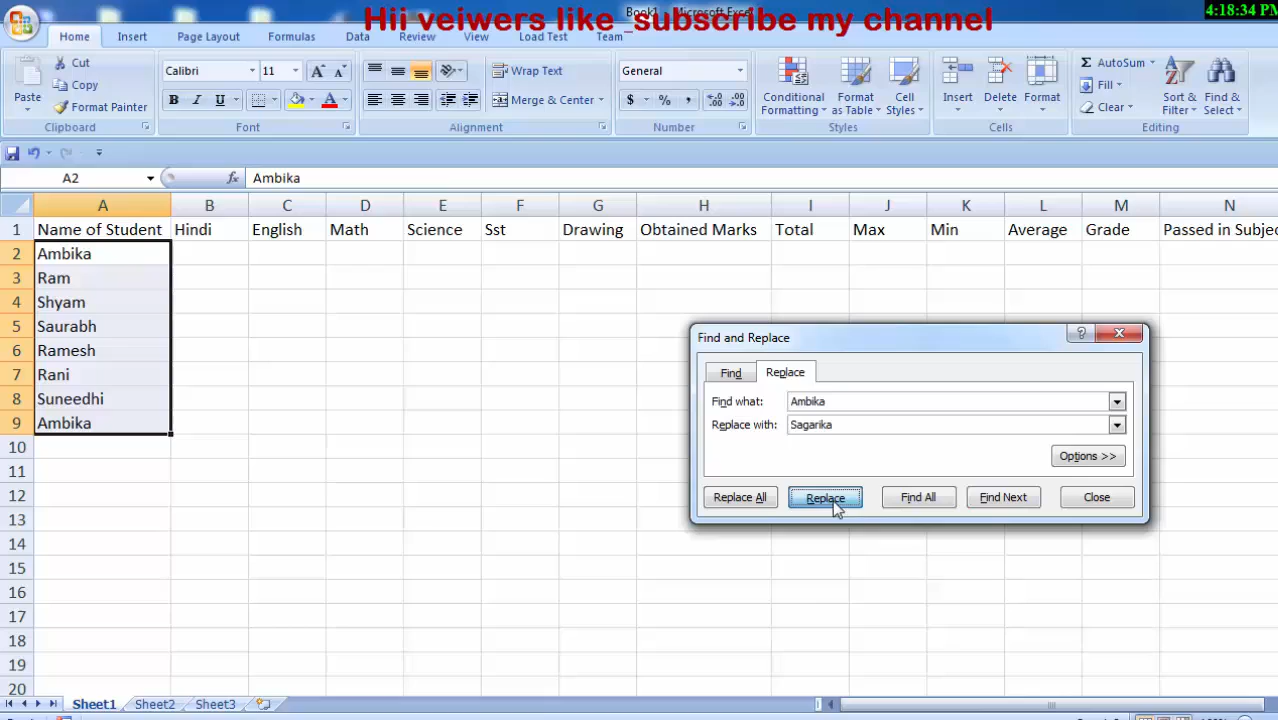 Book1 - Microsoft Excel
Hii veiwers like _subscribe my channel
4:18:34 PM
Home Insert Page Layout Formulas Data Review View Load Test Team
Paste
Cut
Copy
Format Painter
Clipboard
Calibri 11
B I U
Font
Wrap Text
Merge & Center
Alignment
General
$ % ,
Number
Conditional Formatting
Format as Table
Cell Styles
Styles
Insert Delete Format
Cells
AutoSum
Fill
Clear
Sort & Filter
Find & Select
Editing
A2 fx Ambika
A B C D E F G H I J K L M N
1 Name of Student Hindi English Math Science Sst Drawing Obtained Marks Total Max Min Average Grade Passed in Subjec
2 Ambika
3 Ram
4 Shyam
5 Saurabh
6 Ramesh
7 Rani
8 Suneedhi
9 Ambika
10
11
12
13
14
15
16
17
18
19
20
Find and Replace
Find Replace
Find what: Ambika
Replace with: Sagarika
Options >>
Replace All Replace Find All Find Next Close
Sheet1 Sheet2 Sheet3